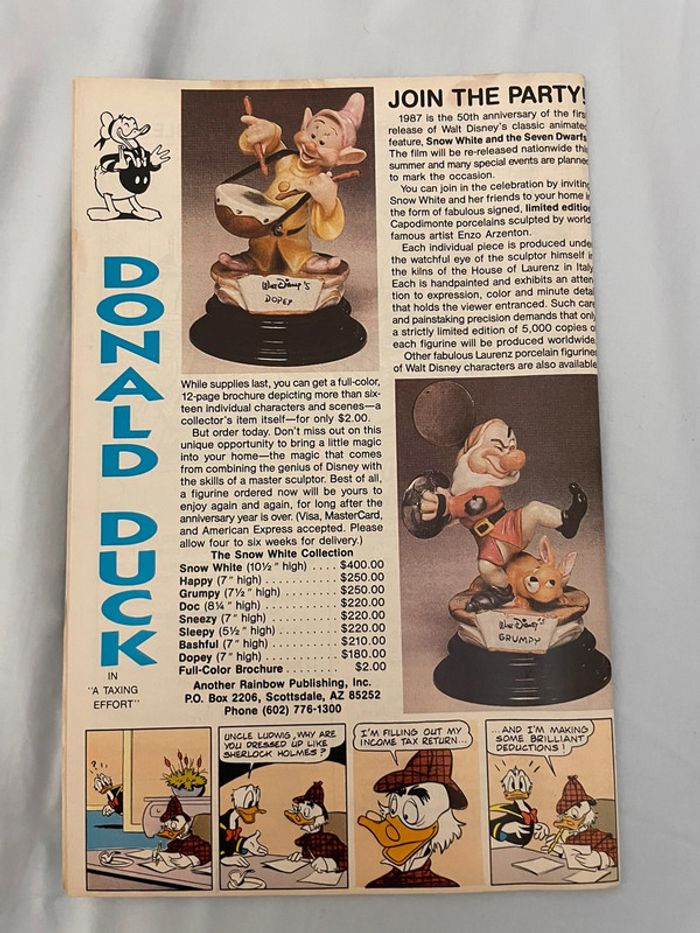 DONALD DUCK
IN
"A TAXING
EFFORT"
JOIN THE PARTY!
1987 is the 50th anniversary of the first
release of Walt Disney's classic animated
feature, Snow White and the Seven Dwarfs.
The film will be re-released nationwide this
summer and many special events are planned
to mark the occasion.
You can join in the celebration by inviting
Snow White and her friends to your home in
the form of fabulous signed, limited edition
Capodimonte porcelains sculpted by world
famous artist Enzo Arzenton.
Each individual piece is produced under
the watchful eye of the sculptor himself in
the kilns of the House of Laurenz in Italy.
Each is handpainted and exhibits an atten-
tion to expression, color and minute detail
that holds the viewer entranced. Such care
and painstaking precision demands that only
a strictly limited edition of 5,000 copies of
each figurine will be produced worldwide.
Other fabulous Laurenz porcelain figurines
of Walt Disney characters are also available.
Walt Disney's
DOPEY
While supplies last, you can get a full-color,
12-page brochure depicting more than six-
teen individual characters and scenes—a
collector's item itself—for only $2.00.
But order today. Don't miss out on this
unique opportunity to bring a little magic
into your home—the magic that comes
from combining the genius of Disney with
the skills of a master sculptor. Best of all,
a figurine ordered now will be yours to
enjoy again and again, for long after the
anniversary year is over. (Visa, MasterCard,
and American Express accepted. Please
allow four to six weeks for delivery.)
The Snow White Collection
Snow White (10½" high) .... $400.00
Happy (7" high) ............ $250.00
Grumpy (7½" high) ......... $250.00
Doc (8¼" high) ............ $220.00
Sneezy (7" high) ........... $220.00
Sleepy (5½" high) .......... $220.00
Bashful (7" high) ........... $210.00
Dopey (7" high) ............ $180.00
Full-Color Brochure ......... $2.00
Another Rainbow Publishing, Inc.
P.O. Box 2206, Scottsdale, AZ 85252
Phone (602) 776-1300
Walt Disney's
GRUMPY
? ! ?
UNCLE LUDWIG, WHY ARE
YOU DRESSED UP LIKE
SHERLOCK HOLMES?
I'M FILLING OUT MY
INCOME TAX RETURN...
...AND I'M MAKING
SOME BRILLIANT
DEDUCTIONS!